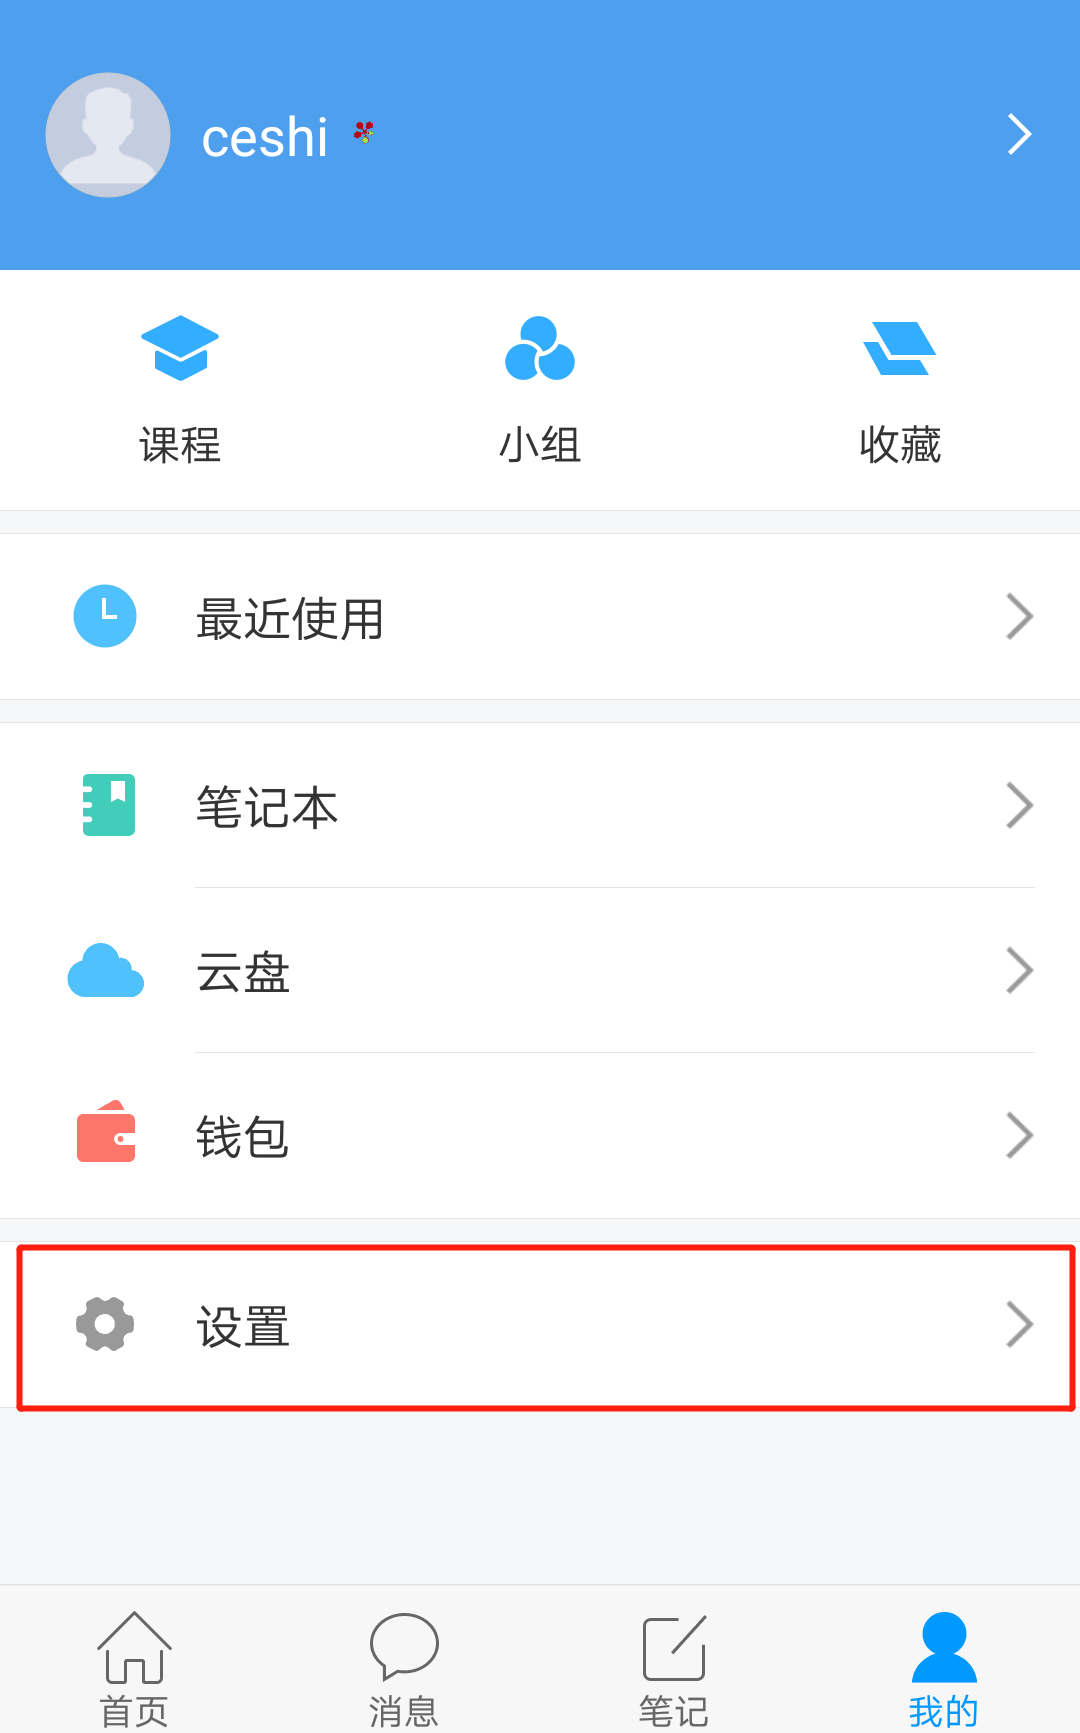 ceshi
课程 小组 收藏
最近使用
笔记本
云盘
钱包
设置
首页 消息 笔记 我的